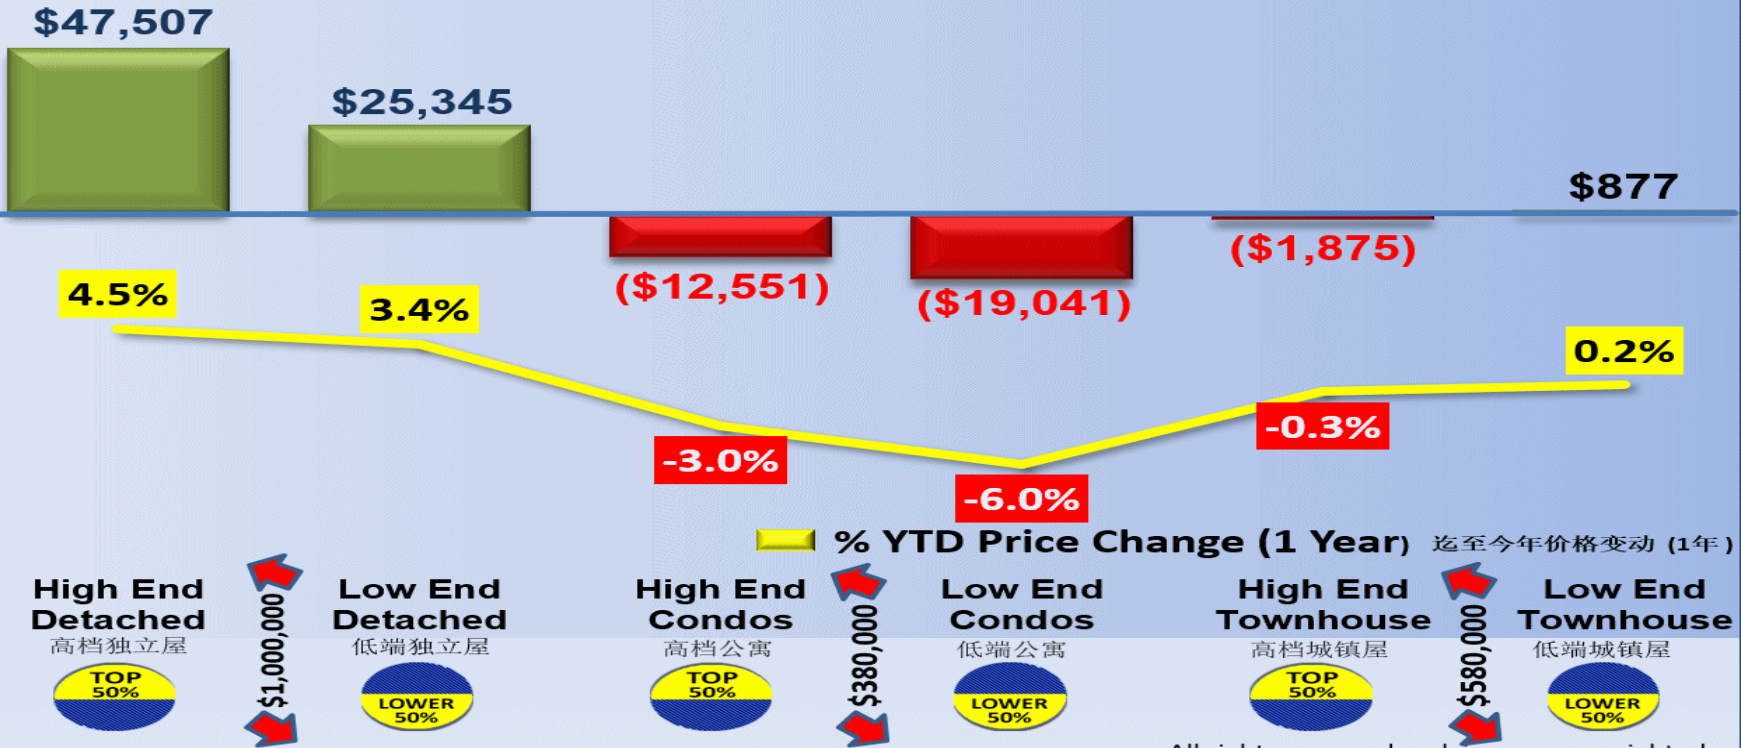 $47,507
$25,345
$877
($1,875)
($12,551)
($19,041)
4.5%
3.4%
0.2%
-0.3%
-3.0%
-6.0%
% YTD Price Change (1 Year) 迄至今年价格变动 (1年)
High End
Detached
高档独立屋
TOP
50%
$1,000,000
Low End
Detached
低端独立屋
LOWER
50%
High End
Condos
高档公寓
TOP
50%
$380,000
Low End
Condos
低端公寓
LOWER
50%
High End
Townhouse
高档城镇屋
TOP
50%
$580,000
Low End
Townhouse
低端城镇屋
LOWER
50%